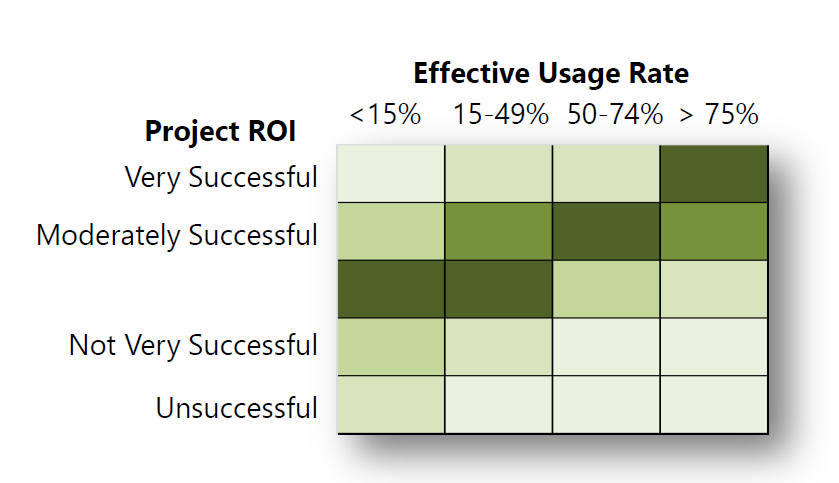 Effective Usage Rate
<15% 15-49% 50-74% > 75%
Project ROI
Very Successful
Moderately Successful
Not Very Successful
Unsuccessful